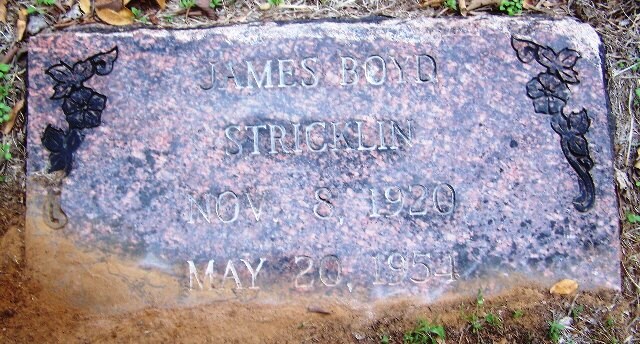 JAMES BOYD
STRICKLIN
NOV. 8, 1920
MAY 20, 1954